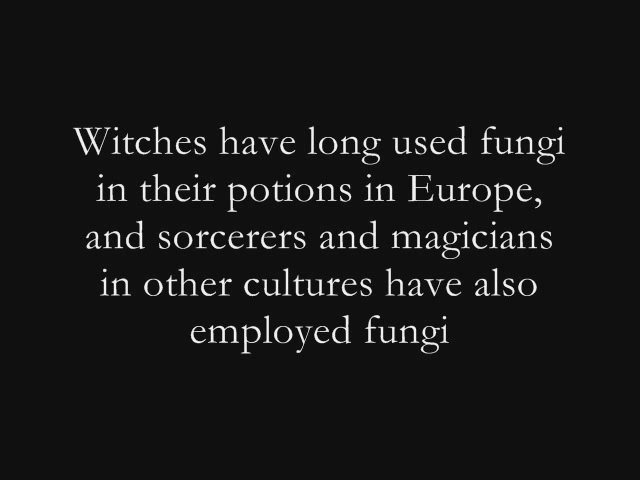 Witches have long used fungi
in their potions in Europe,
and sorcerers and magicians
in other cultures have also
employed fungi